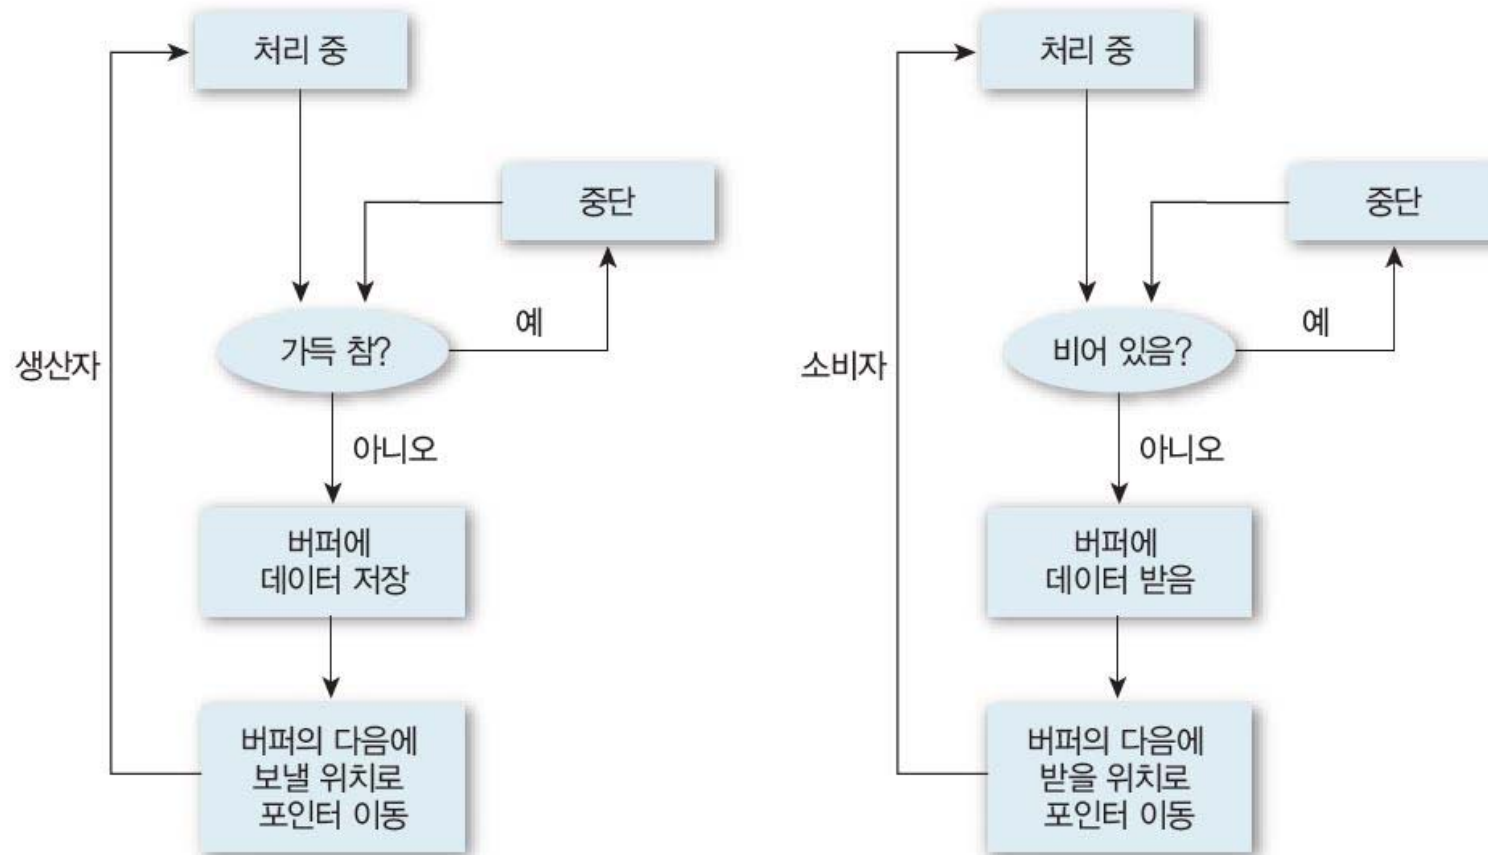 처리 중
중단
가득 참?
예
생산자
아니오
버퍼에
데이터 저장
버퍼의 다음에
보낼 위치로
포인터 이동
처리 중
중단
비어 있음?
예
소비자
아니오
버퍼에
데이터 받음
버퍼의 다음에
받을 위치로
포인터 이동